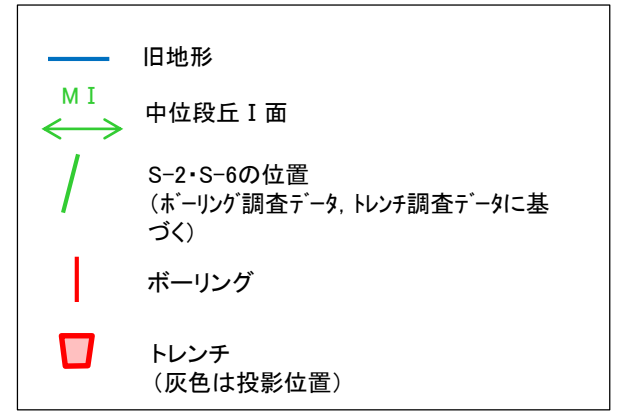 旧地形
MⅠ
中位段丘Ⅰ面
S-2・S-6の位置
(ﾎﾞｰﾘﾝｸﾞ調査ﾃﾞｰﾀ，ﾄﾚﾝﾁ調査ﾃﾞｰﾀに基
づく)
ボーリング
トレンチ
(灰色は投影位置)